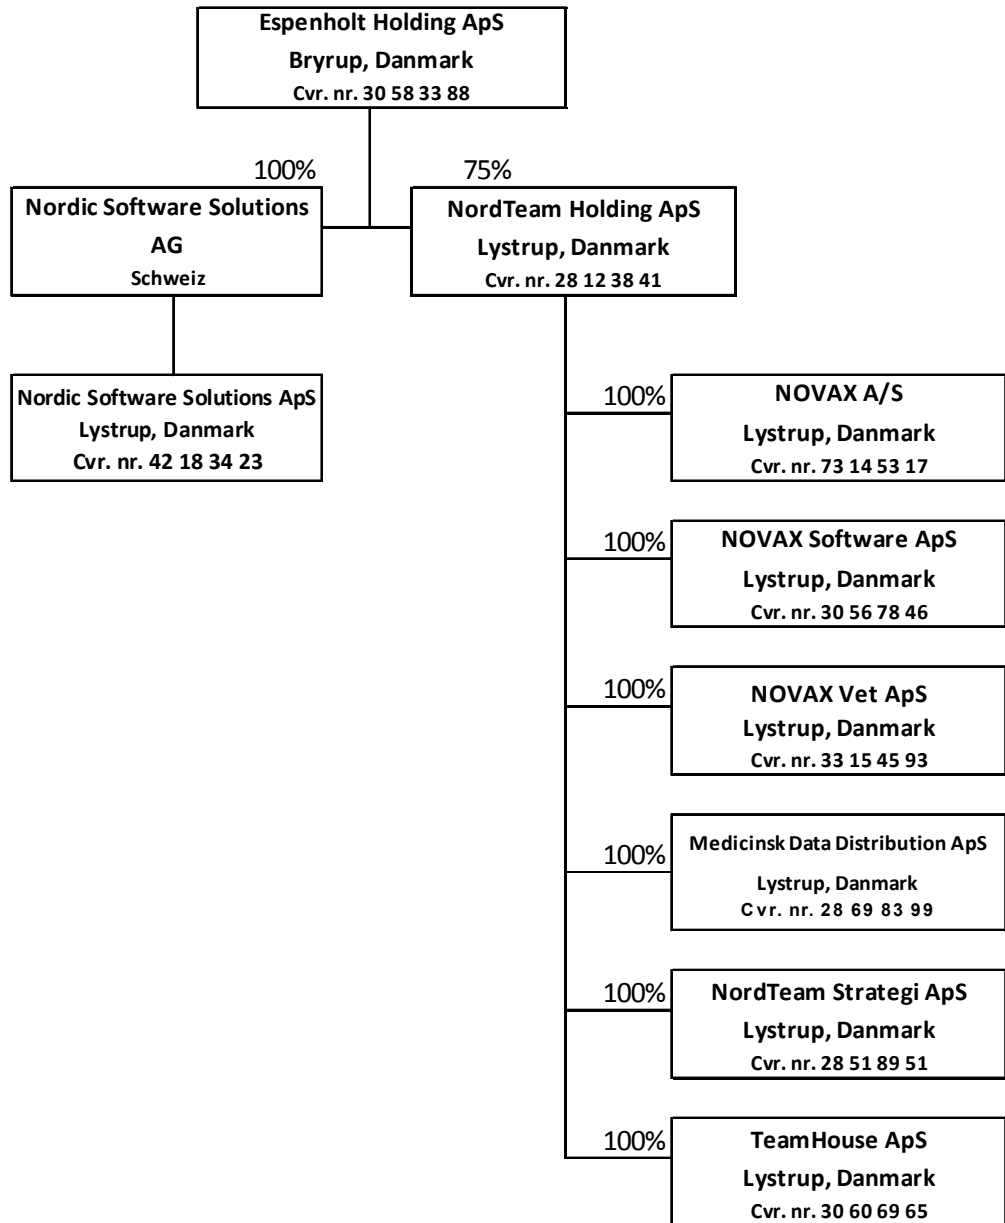 Espenholt Holding ApS
Bryrup, Danmark
Cvr. nr. 30 58 33 88
100%
75%
Nordic Software Solutions
AG
Schweiz
NordTeam Holding ApS
Lystrup, Danmark
Cvr. nr. 28 12 38 41
Nordic Software Solutions ApS
Lystrup, Danmark
Cvr. nr. 42 18 34 23
100%
NOVAX A/S
Lystrup, Danmark
Cvr. nr. 73 14 53 17
100%
NOVAX Software ApS
Lystrup, Danmark
Cvr. nr. 30 56 78 46
100%
NOVAX Vet ApS
Lystrup, Danmark
Cvr. nr. 33 15 45 93
100%
Medicinsk Data Distribution ApS
Lystrup, Danmark
Cvr. nr. 28 69 83 99
100%
NordTeam Strategi ApS
Lystrup, Danmark
Cvr. nr. 28 51 89 51
100%
TeamHouse ApS
Lystrup, Danmark
Cvr. nr. 30 60 69 65